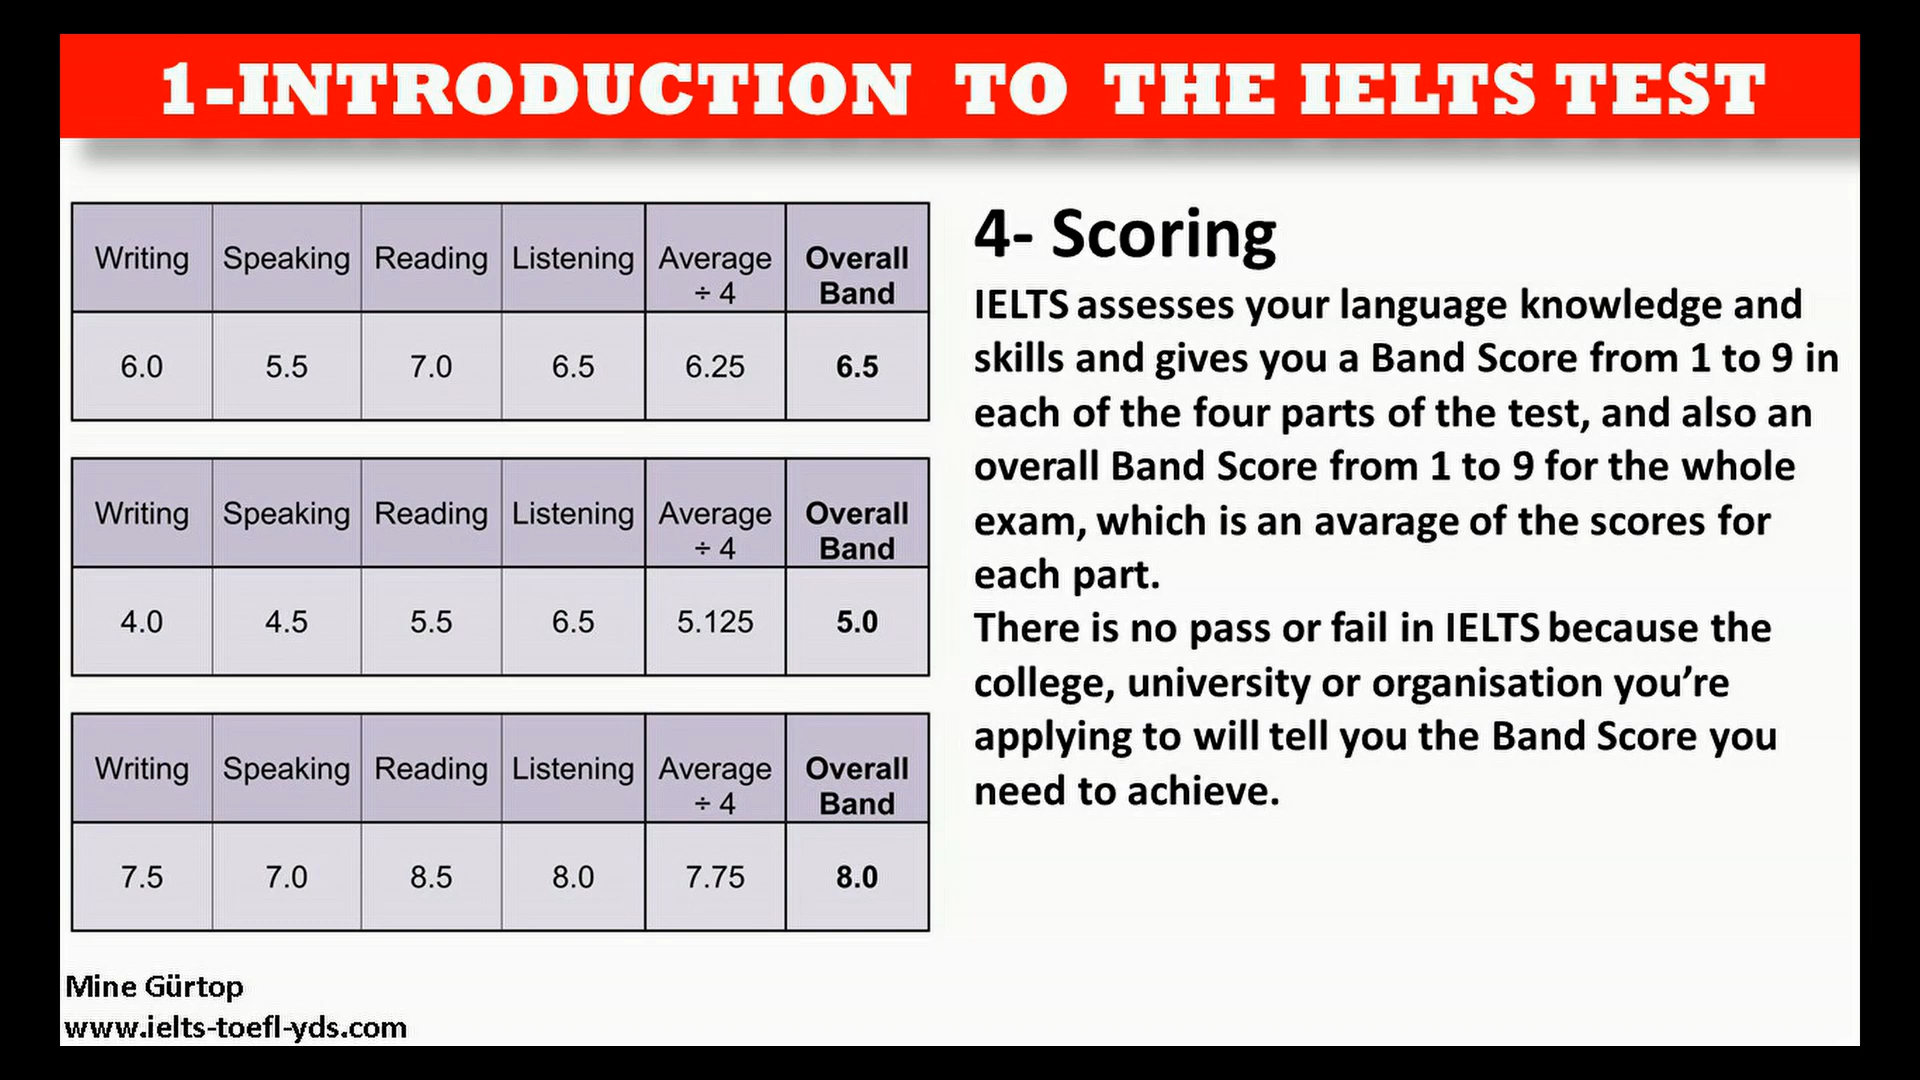 1-INTRODUCTION TO THE IELTS TEST
Writing Speaking Reading Listening Average ÷ 4 Overall Band
6.0 5.5 7.0 6.5 6.25 6.5
Writing Speaking Reading Listening Average ÷ 4 Overall Band
4.0 4.5 5.5 6.5 5.125 5.0
Writing Speaking Reading Listening Average ÷ 4 Overall Band
7.5 7.0 8.5 8.0 7.75 8.0
4- Scoring
IELTS assesses your language knowledge and
skills and gives you a Band Score from 1 to 9 in
each of the four parts of the test, and also an
overall Band Score from 1 to 9 for the whole
exam, which is an avarage of the scores for
each part.
There is no pass or fail in IELTS because the
college, university or organisation you’re
applying to will tell you the Band Score you
need to achieve.
Mine Gürtop
www.ielts-toefl-yds.com